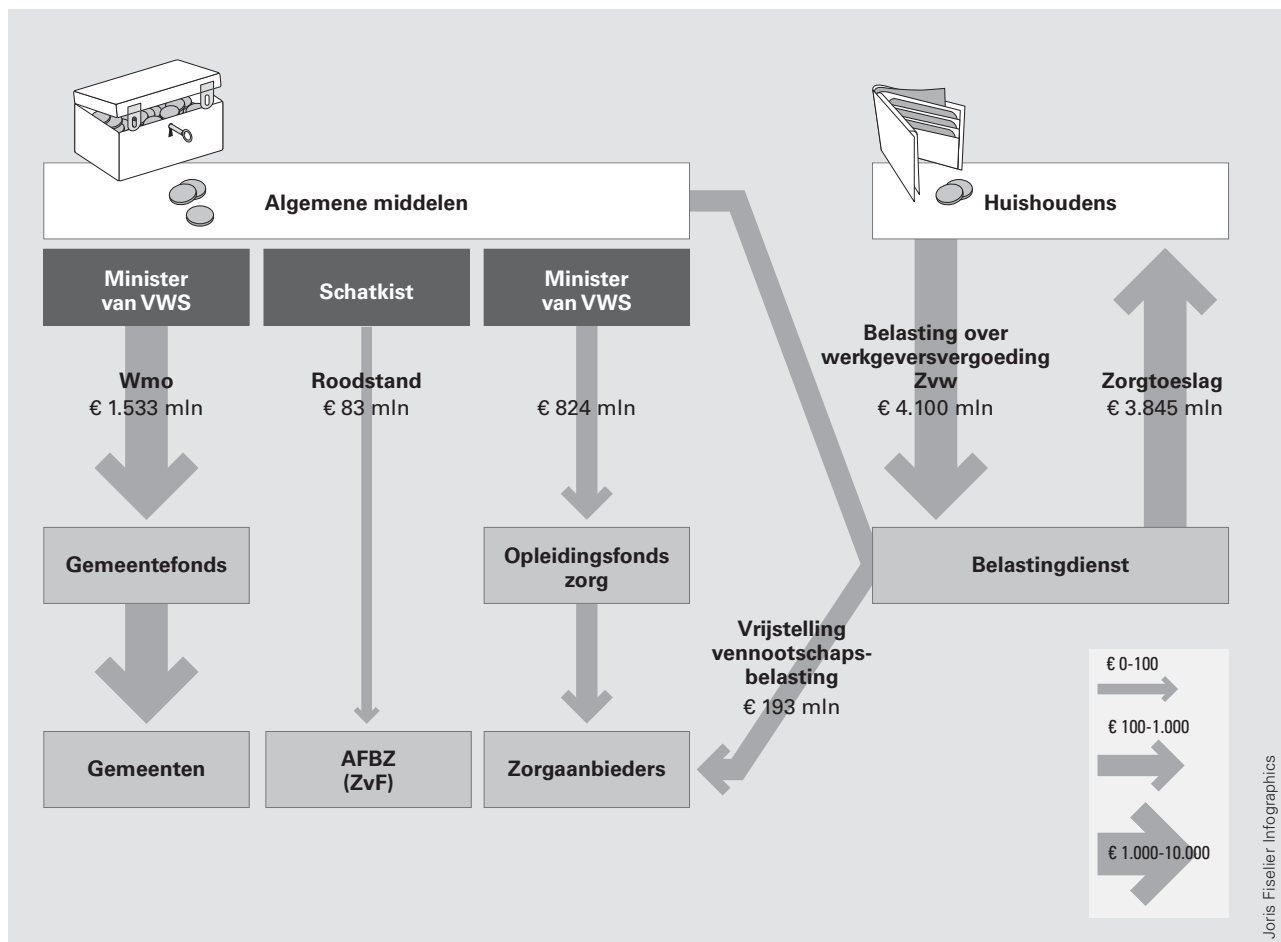 Algemene middelen
Huishoudens
Minister
van VWS
Schatkist
Minister
van VWS
Wmo
€ 1.533 mln
Roodstand
€ 83 mln
€ 824 mln
Belasting over
werkgeversvergoeding
Zvw
€ 4.100 mln
Zorgtoeslag
€ 3.845 mln
Gemeentefonds
Opleidingsfonds
zorg
Belastingdienst
Vrijstelling
vennootschaps-
belasting
€ 193 mln
Gemeenten
AFBZ
(ZvF)
Zorgaanbieders
€ 0-100
€ 100-1.000
€ 1.000-10.000
Joris Fiselier Infographics